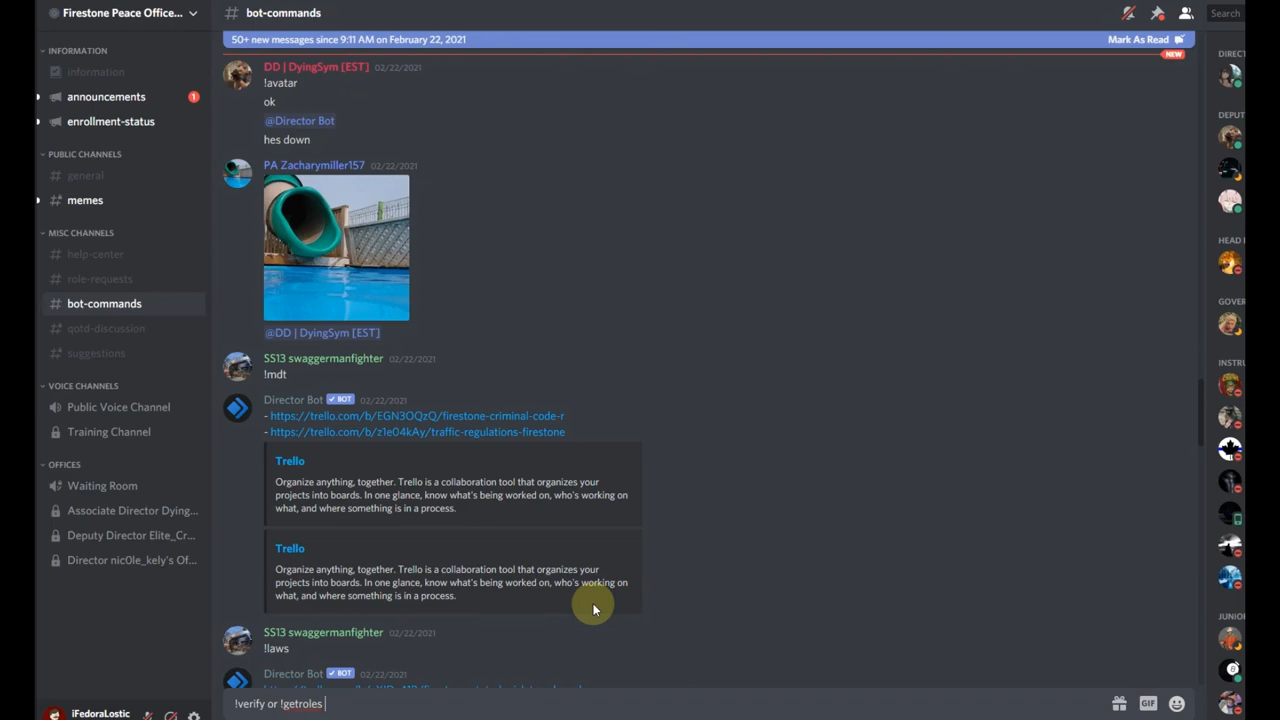 Firestone Peace Office...
INFORMATION
information
announcements
1
enrollment-status
PUBLIC CHANNELS
general
memes
MISC CHANNELS
help-center
role-requests
bot-commands
qotd-discussion
suggestions
VOICE CHANNELS
Public Voice Channel
Training Channel
OFFICES
Waiting Room
Associate Director Dying...
Deputy Director Elite_Cr...
Director nic0le_kely's Of...
iFedoraLostic
# bot-commands
Search
50+ new messages since 9:11 AM on February 22, 2021
Mark As Read
NEW
DD | DyingSym [EST] 02/22/2021
!avatar
ok
@Director Bot
hes down
PA Zacharymiller157 02/22/2021
@DD | DyingSym [EST]
SS13 swaggermanfighter 02/22/2021
!mdt
Director Bot BOT 02/22/2021
- https://trello.com/b/EGN3OQzQ/firestone-criminal-code-r
- https://trello.com/b/z1e04kAy/traffic-regulations-firestone
Trello
Organize anything, together. Trello is a collaboration tool that organizes your
projects into boards. In one glance, know what's being worked on, who's working on
what, and where something is in a process.
Trello
Organize anything, together. Trello is a collaboration tool that organizes your
projects into boards. In one glance, know what's being worked on, who's working on
what, and where something is in a process.
SS13 swaggermanfighter 02/22/2021
!laws
Director Bot BOT 02/22/2021
!verify or !getroles
GIF
DIRECT
DEPUT
HEAD
GOVER
INSTRU
JUNIOR